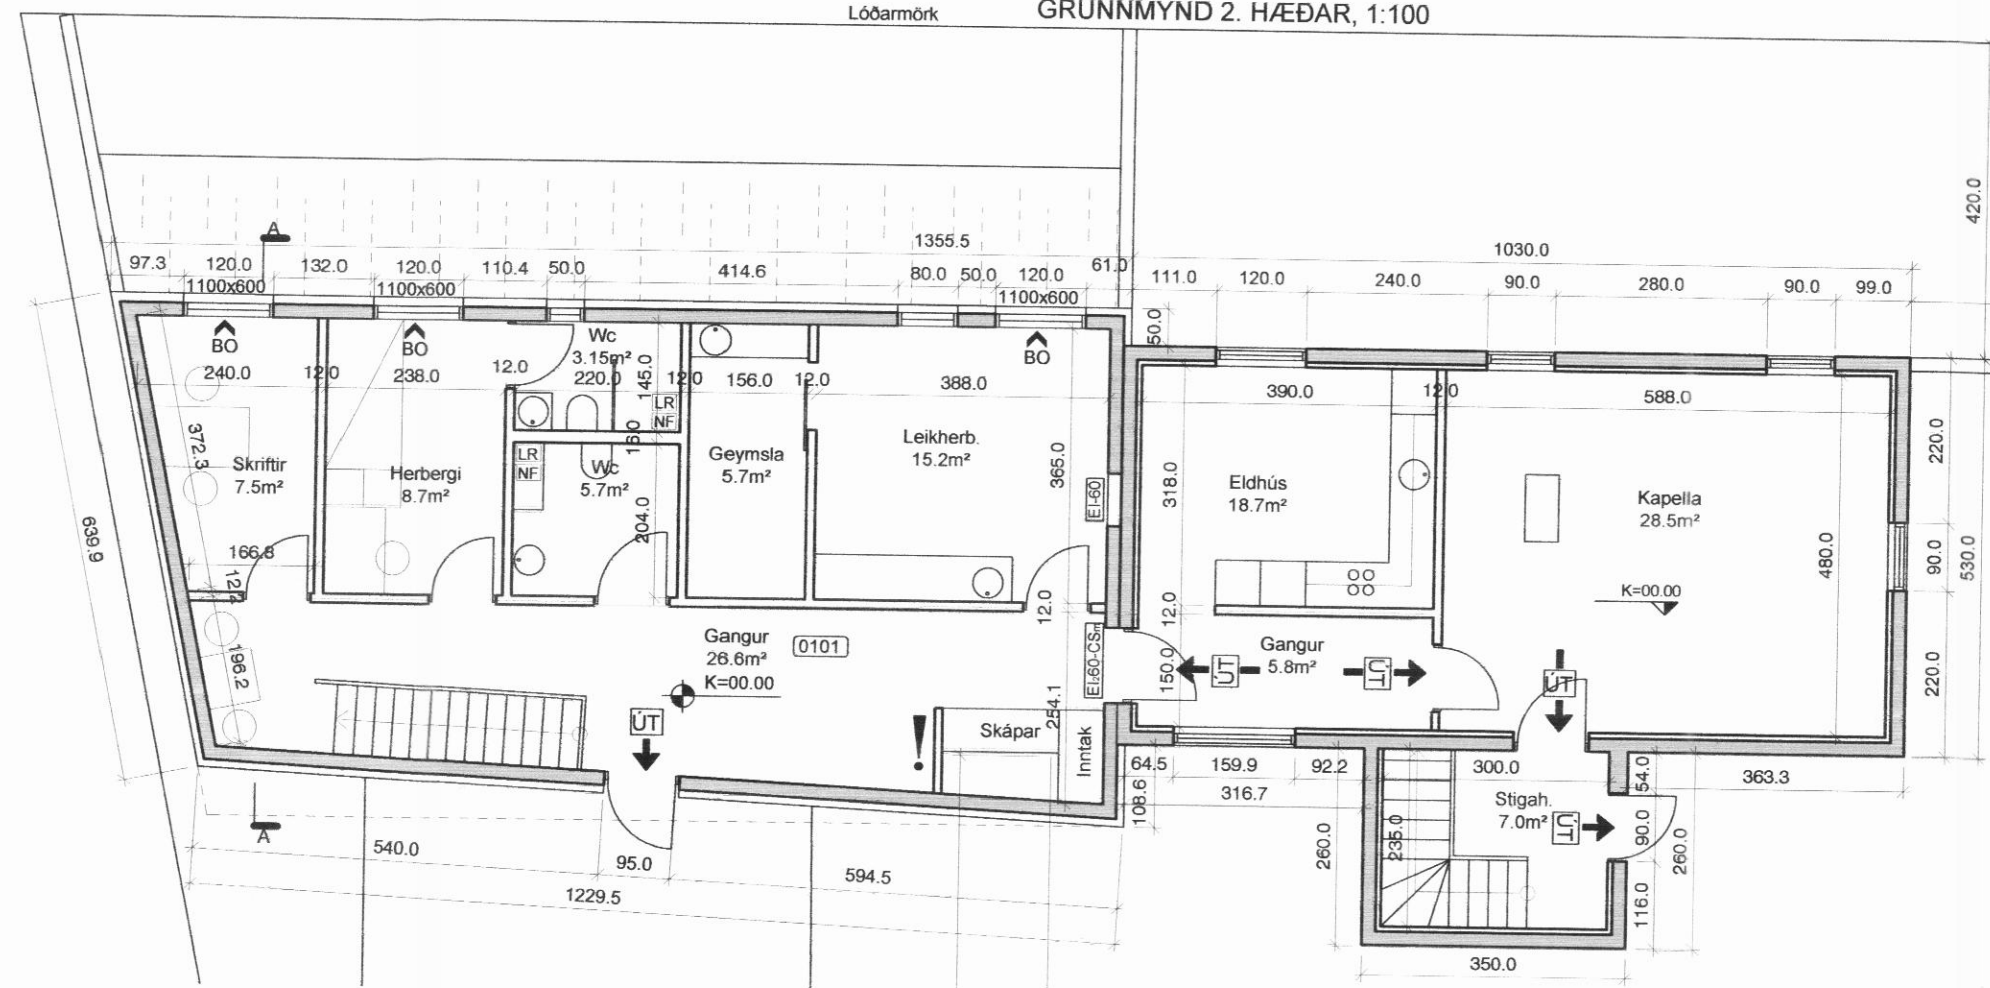 Lóðarmörk
GRUNNMYND 2. HÆÐAR, 1:100
420.0
A
1355.5
1030.0
97.3
120.0
132.0
120.0
110.4
50.0
414.6
80.0
50.0
120.0
61.0
111.0
120.0
240.0
90.0
280.0
90.0
99.0
1100x600
1100x600
1100x600
50.0
BO
BO
BO
Wc
3.15m²
145.0
240.0
12.0
238.0
12.0
220.0
12.0
156.0
12.0
388.0
390.0
12.0
588.0
LR
NF
16.0
372.3
Skriftir
7.5m²
Herbergi
8.7m²
LR
NF
Wc
5.7m²
204.0
Geymsla
5.7m²
Leikherb.
15.2m²
365.0
EI-60
318.0
Eldhús
18.7m²
Kapella
28.5m²
480.0
220.0
90.0
530.0
220.0
639.9
166.8
12.4
196.2
K=00.00
12.0
12.0
Gangur
26.6m²
K=00.00
0101
EI₂60-CSm
150.0
ÚT
Gangur
5.8m²
ÚT
ÚT
ÚT
!
Skápar
254.1
Inntak
64.5
159.9
92.2
316.7
108.6
300.0
54.0
363.3
Stigah.
7.0m²
ÚT
90.0
260.0
235.0
260.0
116.0
350.0
A
540.0
95.0
594.5
1229.5